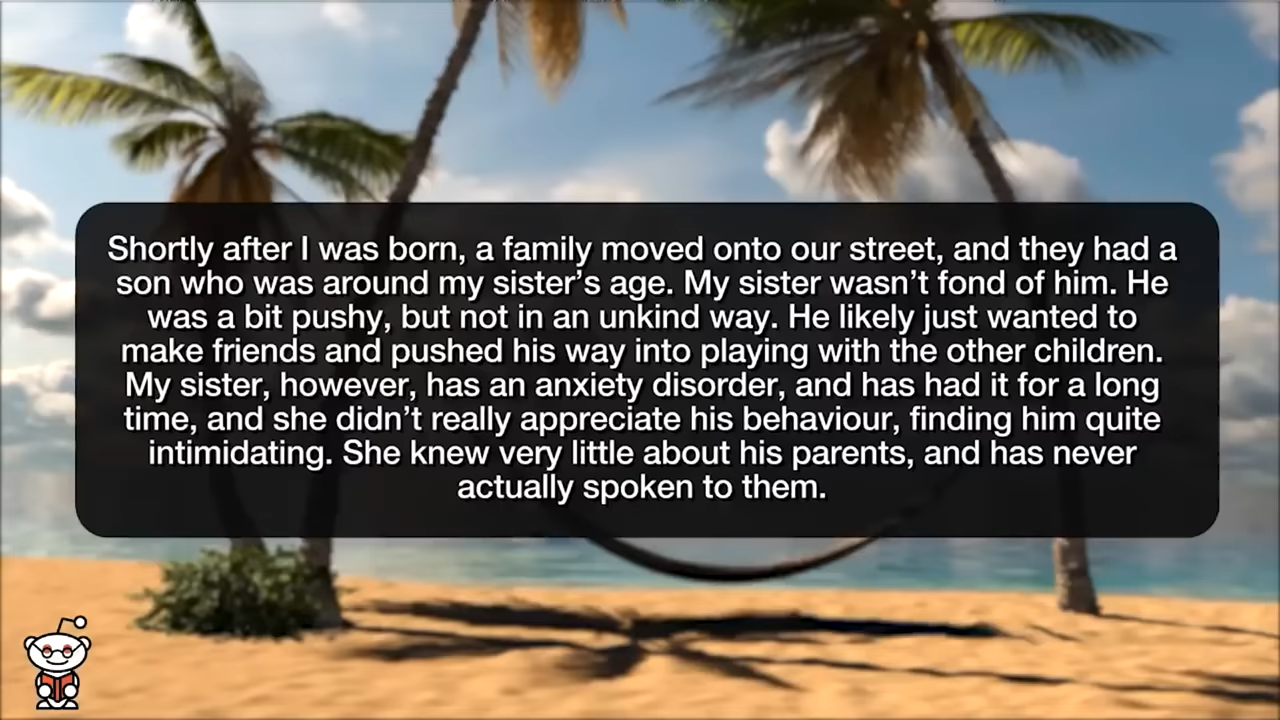 Shortly after I was born, a family moved onto our street, and they had a
son who was around my sister’s age. My sister wasn’t fond of him. He
was a bit pushy, but not in an unkind way. He likely just wanted to
make friends and pushed his way into playing with the other children.
My sister, however, has an anxiety disorder, and has had it for a long
time, and she didn’t really appreciate his behaviour, finding him quite
intimidating. She knew very little about his parents, and has never
actually spoken to them.